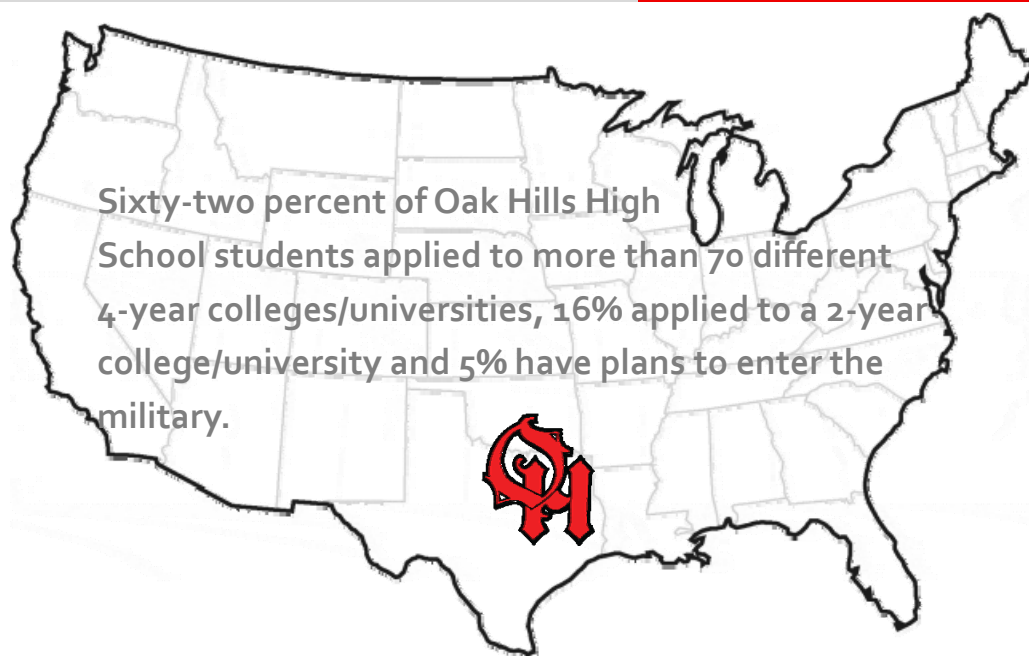 Sixty-two percent of Oak Hills High
School students applied to more than 70 different
4-year colleges/universities, 16% applied to a 2-year
college/university and 5% have plans to enter the
military.
OH